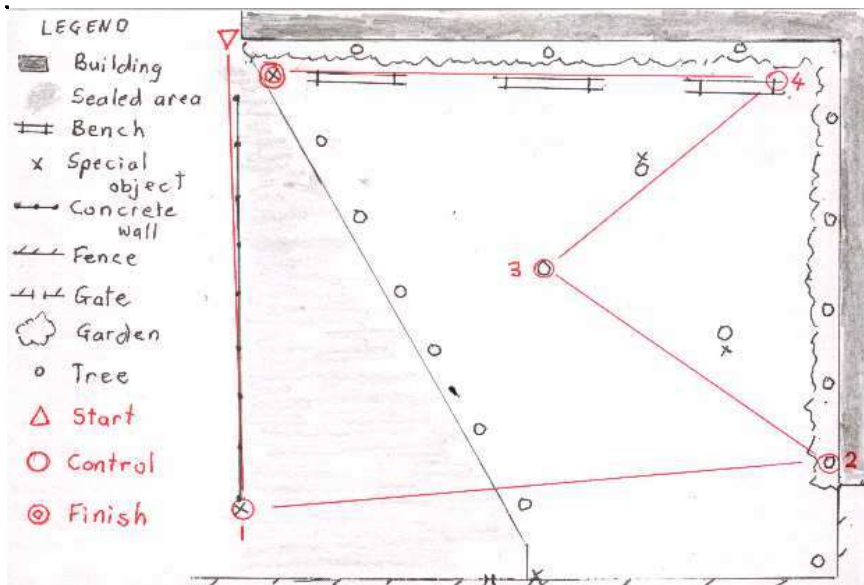 LEGEND
Building
Sealed area
Bench
Special
object
Concrete
wall
Fence
Gate
Garden
Tree
Start
Control
Finish
4
3
2
1